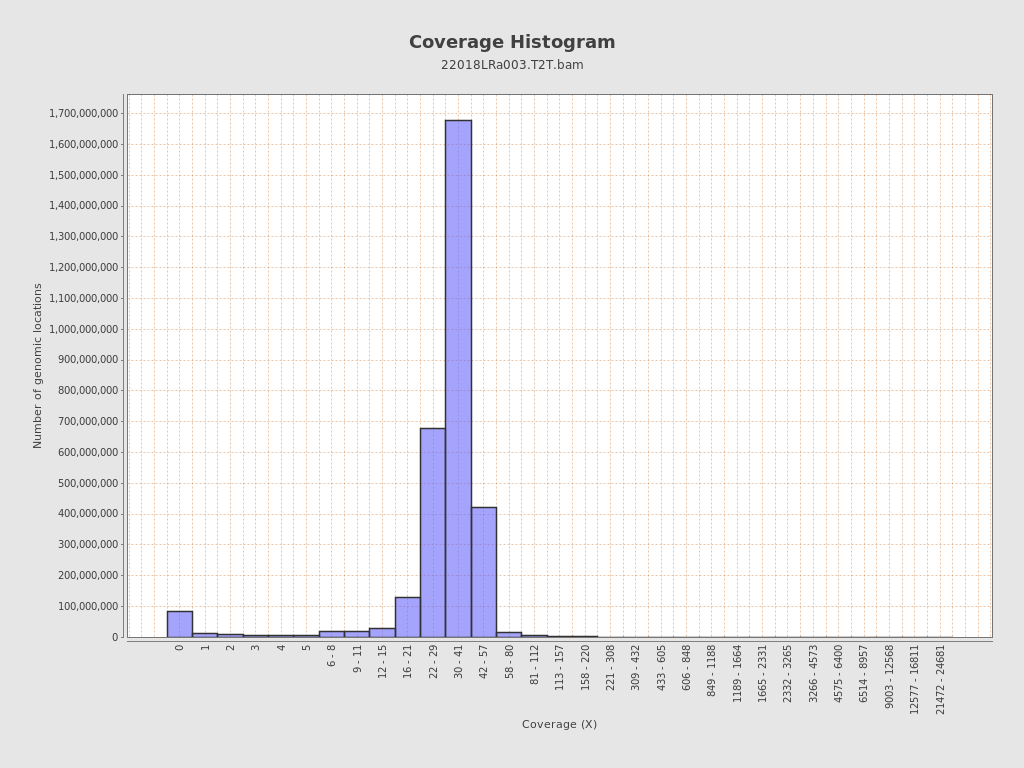 Coverage Histogram
22018LRa003.T2T.bam
Number of genomic locations
1,700,000,000
1,600,000,000
1,500,000,000
1,400,000,000
1,300,000,000
1,200,000,000
1,100,000,000
1,000,000,000
900,000,000
800,000,000
700,000,000
600,000,000
500,000,000
400,000,000
300,000,000
200,000,000
100,000,000
0
0
1
2
3
4
5
6 - 8
9 - 11
12 - 15
16 - 21
22 - 29
30 - 41
42 - 57
58 - 80
81 - 112
113 - 157
158 - 220
221 - 308
309 - 432
433 - 605
606 - 848
849 - 1188
1189 - 1664
1665 - 2331
2332 - 3265
3266 - 4573
4575 - 6400
6514 - 8957
9003 - 12568
12577 - 16811
21472 - 24681
Coverage (X)